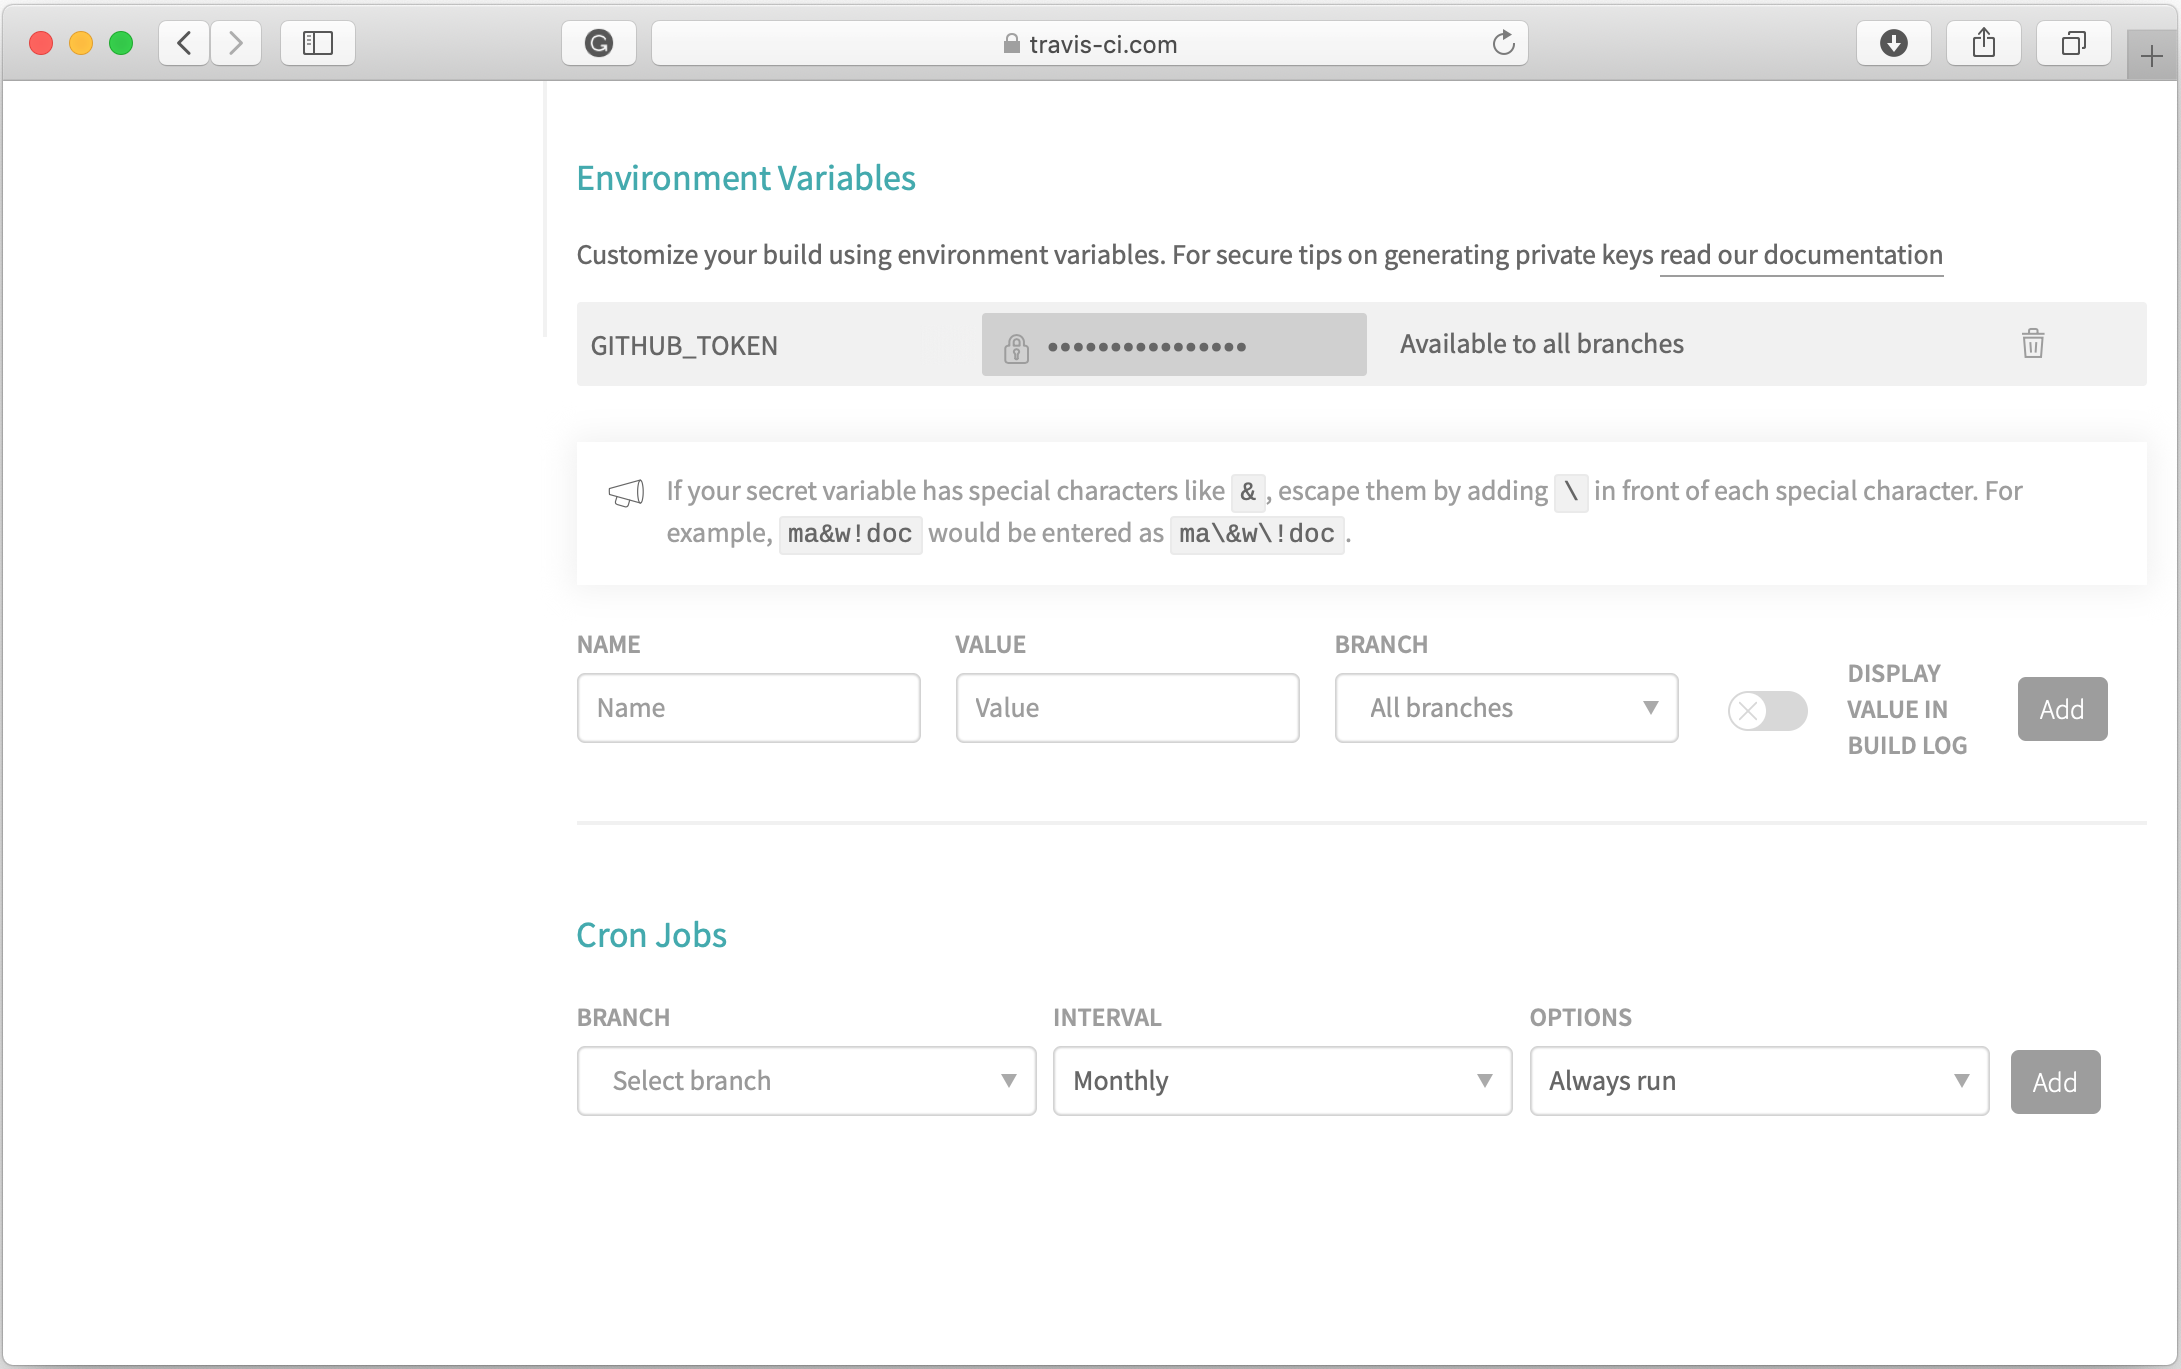 travis-ci.com
Environment Variables
Customize your build using environment variables. For secure tips on generating private keys read our documentation
GITHUB_TOKEN •••••••••••••••• Available to all branches
If your secret variable has special characters like & , escape them by adding \ in front of each special character. For
example, ma&w!doc would be entered as ma\&w\!doc .
NAME VALUE BRANCH
Name Value All branches
DISPLAY
VALUE IN
BUILD LOG
Add
Cron Jobs
BRANCH INTERVAL OPTIONS
Select branch Monthly Always run Add